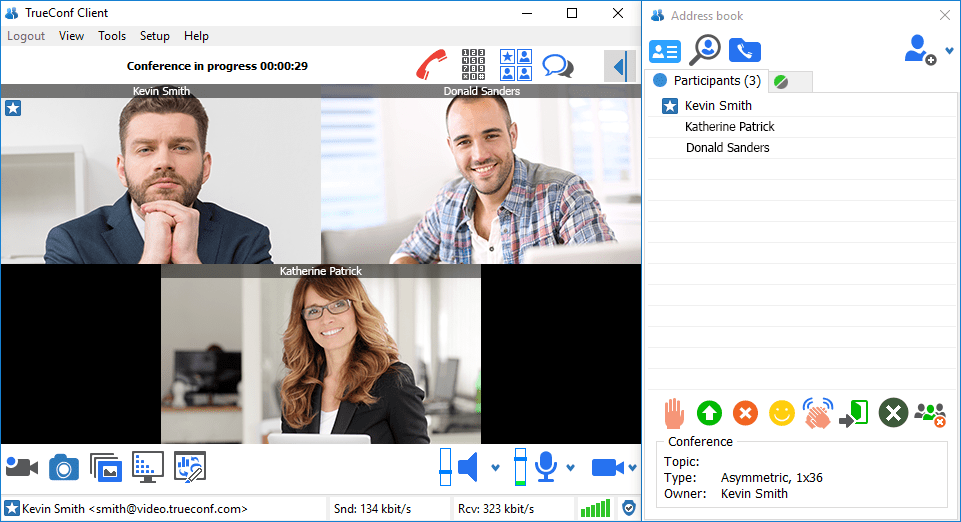 TrueConf Client
Logout View Tools Setup Help
Conference in progress 00:00:29
Kevin Smith
Donald Sanders
Katherine Patrick
Kevin Smith <smith@video.trueconf.com>
Snd: 134 kbit/s
Rcv: 323 kbit/s
Address book
Participants (3)
Kevin Smith
Katherine Patrick
Donald Sanders
Conference
Topic:
Type: Asymmetric, 1x36
Owner: Kevin Smith